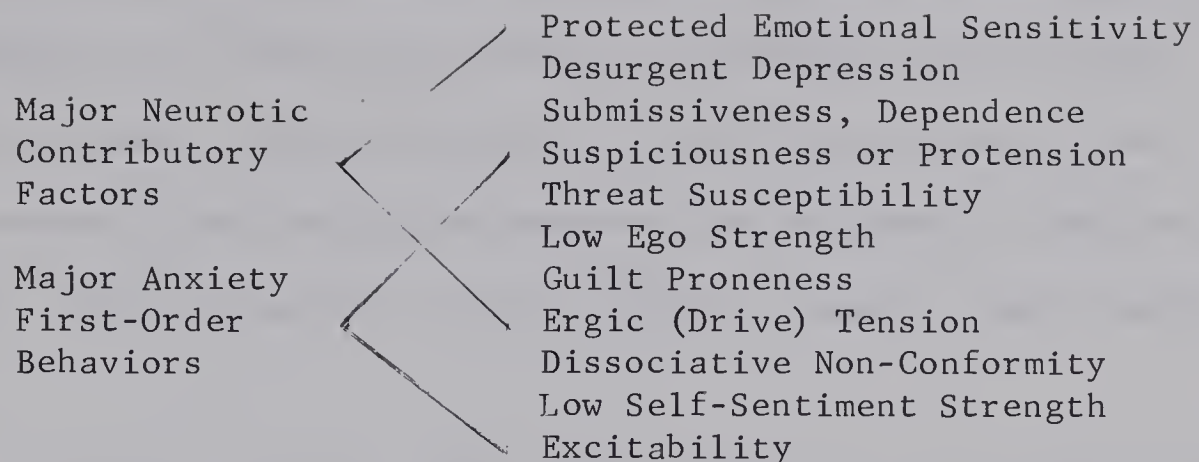 Protected Emotional Sensitivity
Desurgent Depression
Major Neurotic Submissiveness, Dependence
Contributory Suspiciousness or Protension
Factors Threat Susceptibility
Low Ego Strength
Major Anxiety Guilt Proneness
First-Order Ergic (Drive) Tension
Behaviors Dissociative Non-Conformity
Low Self-Sentiment Strength
Excitability